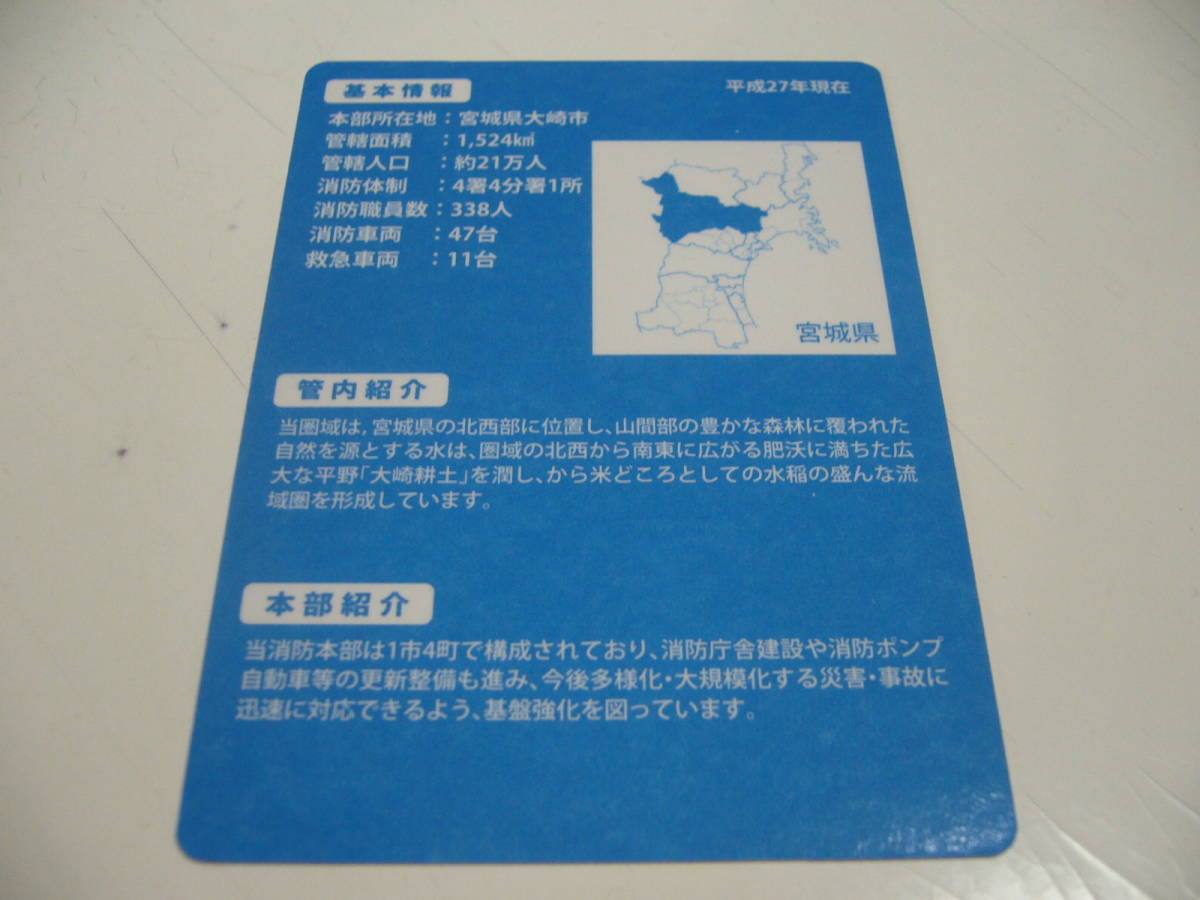 基本情報
平成27年現在
本部所在地：宮城県大崎市
管轄面積：1,524㎢
管轄人口：約21万人
消防体制：4署4分署1所
消防職員数：338人
消防車両：47台
救急車両：11台
宮城県
管内紹介
当圏域は、宮城県の北西部に位置し、山間部の豊かな森林に覆われた
自然を源とする水は、圏域の北西から南東に広がる肥沃に満ちた広
大な平野「大崎耕土」を潤し、から米どころとしての水稲の盛んな流
域圏を形成しています。
本部紹介
当消防本部は1市4町で構成されており、消防庁舎建設や消防ポンプ
自動車等の更新整備も進み、今後多様化・大規模化する災害・事故に
迅速に対応できるよう、基盤強化を図っています。